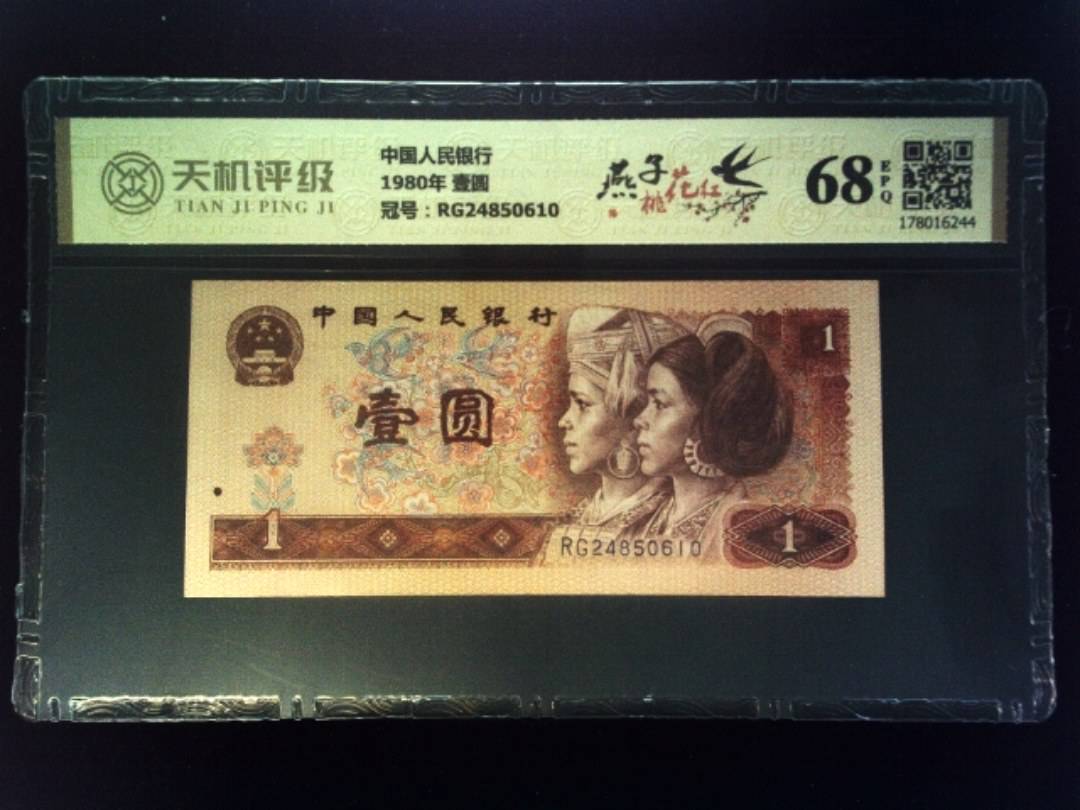 天机评级
TIAN JI PING JI
中国人民银行
1980年 壹圆
冠号：RG24850610
燕子
桃花红
68
EPQ
178016244
中国人民银行
壹圆
1
1
RG24850610
1